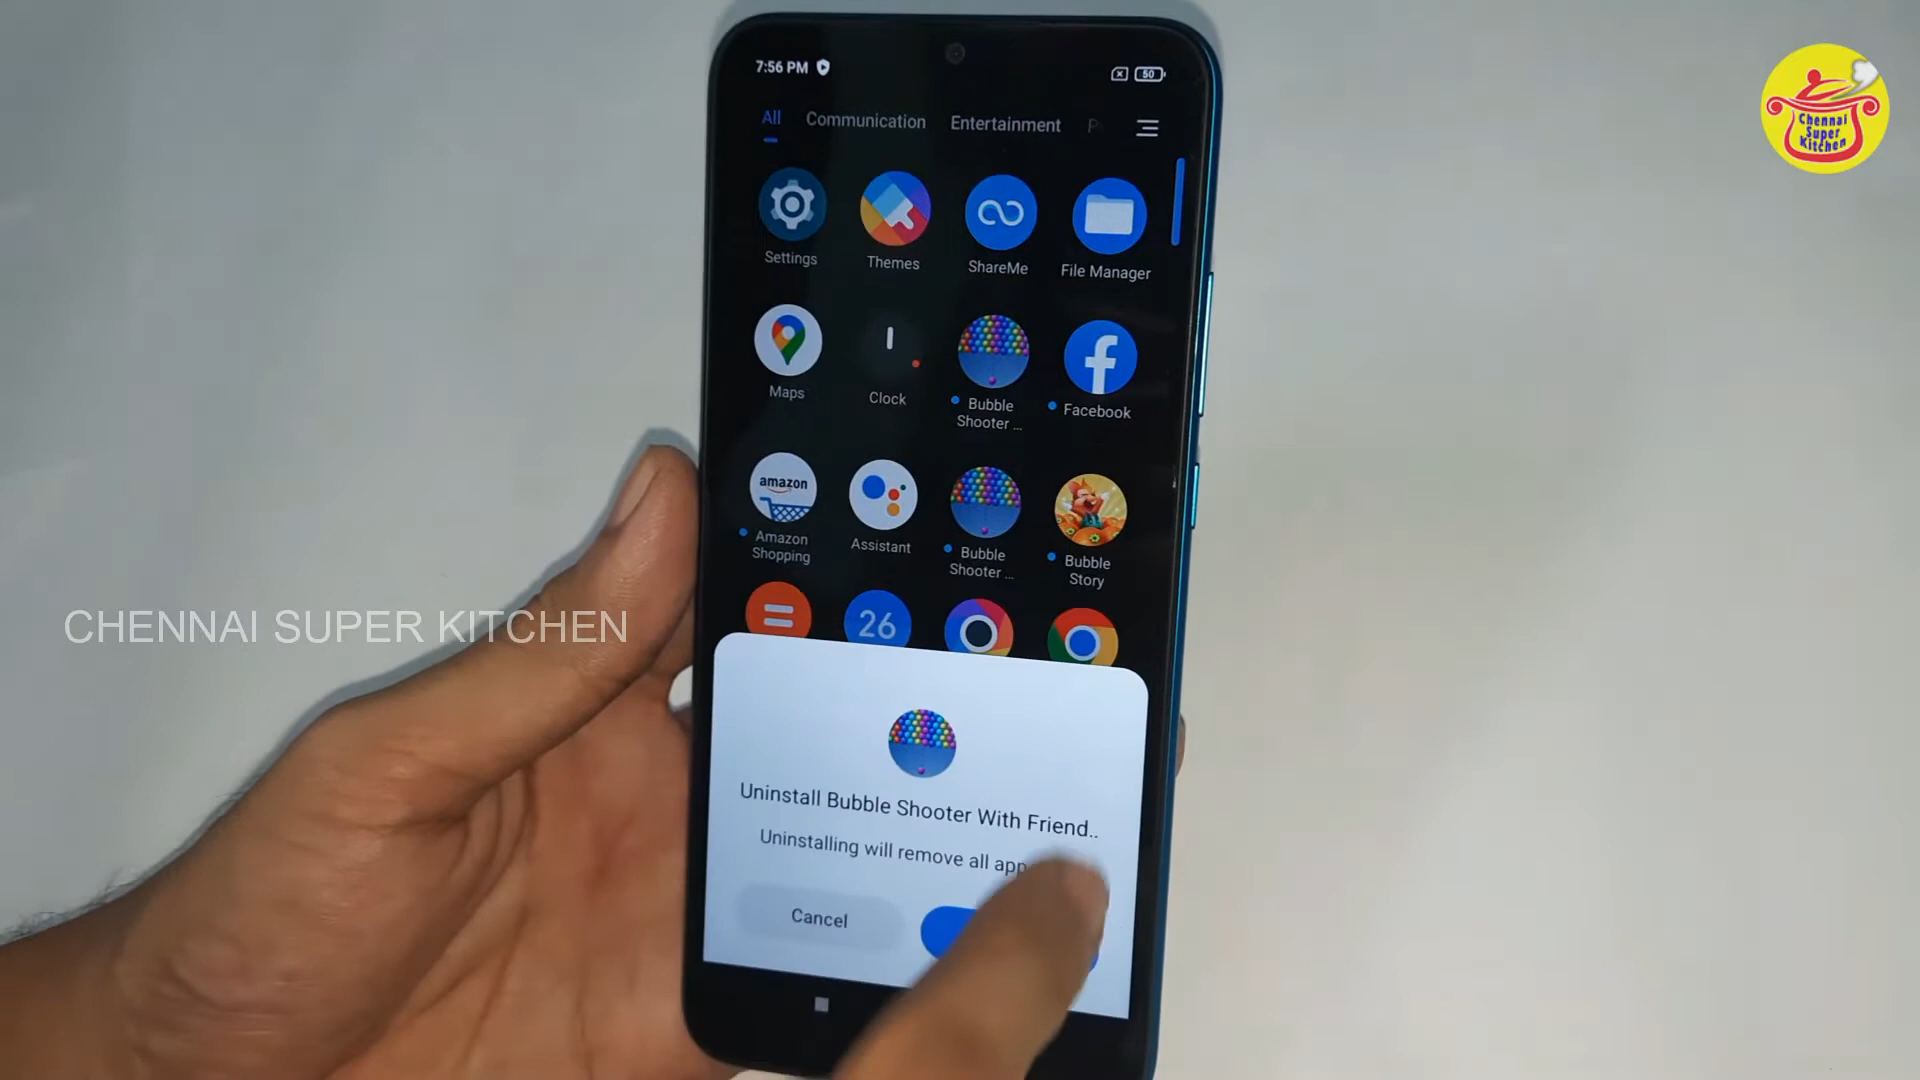 7:56 PM
50
All Communication Entertainment
Settings Themes ShareMe File Manager
Maps Clock Bubble Shooter ... Facebook
amazon
Amazon Shopping Assistant Bubble Shooter ... Bubble Story
26
Uninstall Bubble Shooter With Friend..
Uninstalling will remove all app
Cancel
CHENNAI SUPER KITCHEN
Chennai
Super
Kitchen